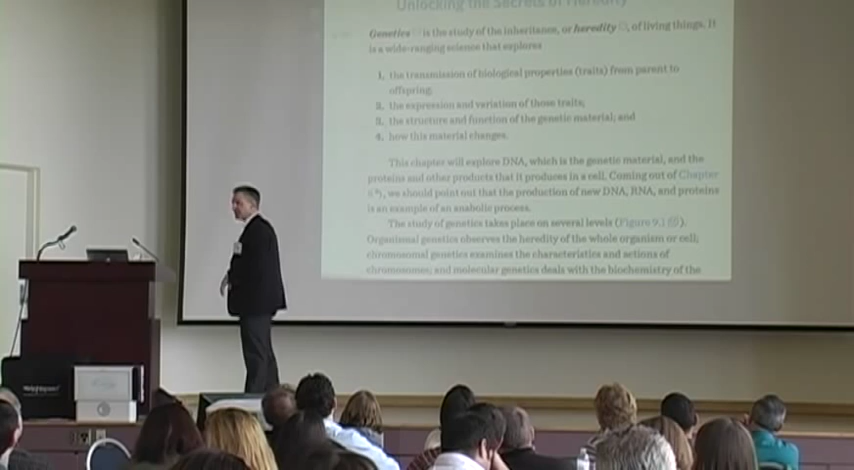 Unlocking the Secrets of Heredity
Genetics is the study of the inheritance, or heredity, of living things. It
is a wide-ranging science that explores
1. the transmission of biological properties (traits) from parent to
offspring;
2. the expression and variation of those traits;
3. the structure and function of the genetic material; and
4. how this material changes.
This chapter will explore DNA, which is the genetic material, and the
proteins and other products that it produces in a cell. Coming out of Chapter
), we should point out that the production of new DNA, RNA, and proteins
is an example of an anabolic process.
The study of genetics takes place on several levels (Figure 9.1).
Organismal genetics observes the heredity of the whole organism or cell;
chromosomal genetics examines the characteristics and actions of
chromosomes; and molecular genetics deals with the biochemistry of the